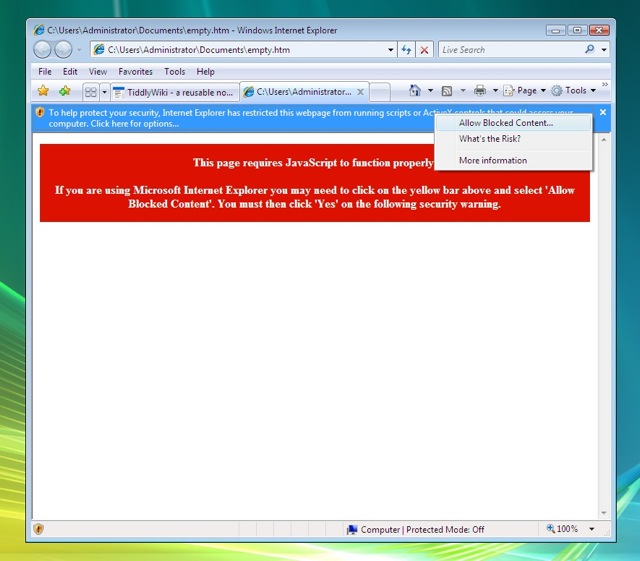 C:\Users\Administrator\Documents\empty.htm - Windows Internet Explorer
C:\Users\Administrator\Documents\empty.htm
Live Search
File Edit View Favorites Tools Help
TiddlyWiki - a reusable no...
C:\Users\Administrator...
Page
Tools
To help protect your security, Internet Explorer has restricted this webpage from running scripts or ActiveX controls that could access your
computer. Click here for options...
Allow Blocked Content...
What's the Risk?
More information
This page requires JavaScript to function properly
If you are using Microsoft Internet Explorer you may need to click on the yellow bar above and select 'Allow
Blocked Content'. You must then click 'Yes' on the following security warning.
Computer | Protected Mode: Off
100%